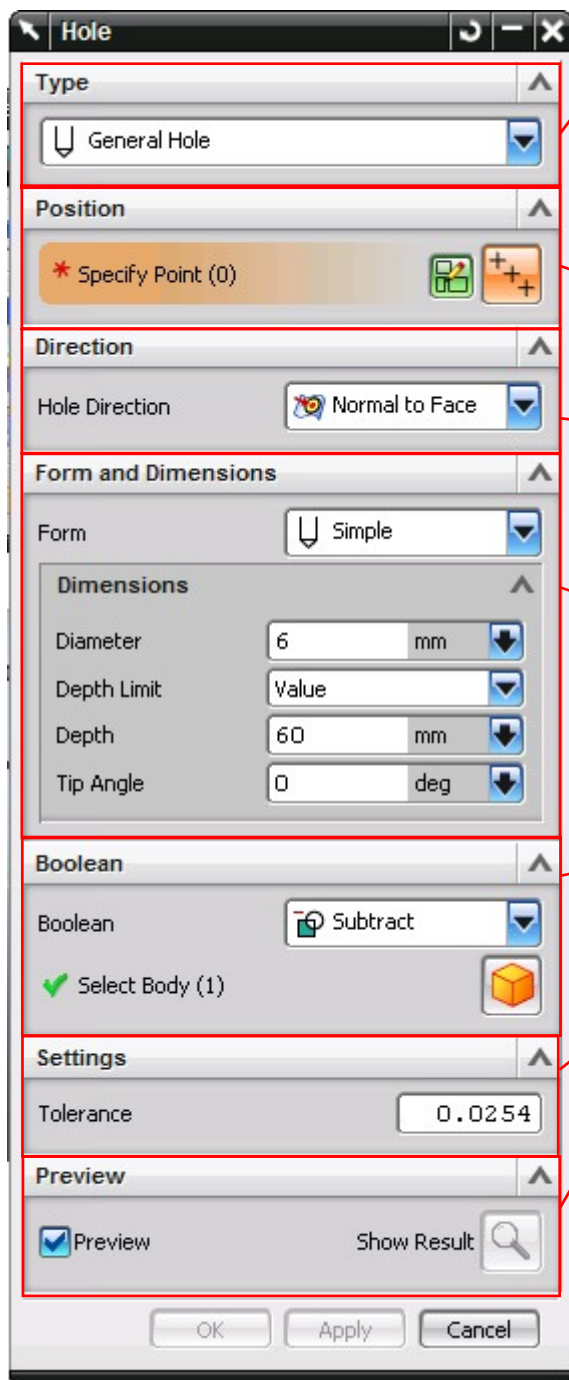 Hole
Type
General Hole
Position
* Specify Point (0)
Direction
Hole Direction Normal to Face
Form and Dimensions
Form Simple
Dimensions
Diameter 6 mm
Depth Limit Value
Depth 60 mm
Tip Angle 0 deg
Boolean
Boolean Subtract
Select Body (1)
Settings
Tolerance 0.0254
Preview
Preview Show Result
OK Apply Cancel